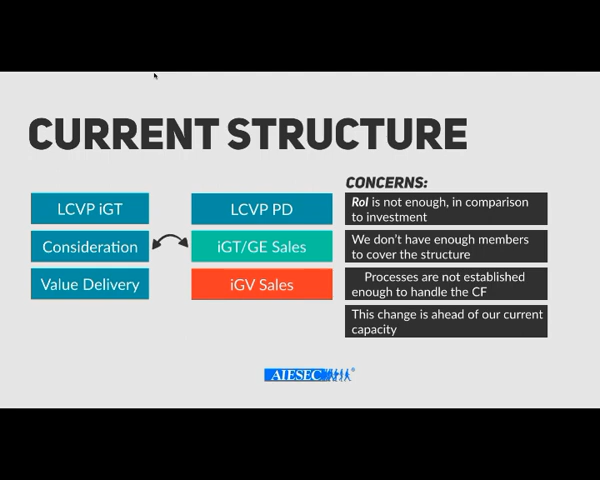 CURRENT STRUCTURE
LCVP iGT
Consideration
Value Delivery
LCVP PD
iGT/GE Sales
iGV Sales
CONCERNS:
RoI is not enough, in comparison
to investment
We don't have enough members
to cover the structure
Processes are not established
enough to handle the CF
This change is ahead of our current
capacity
AIESEC